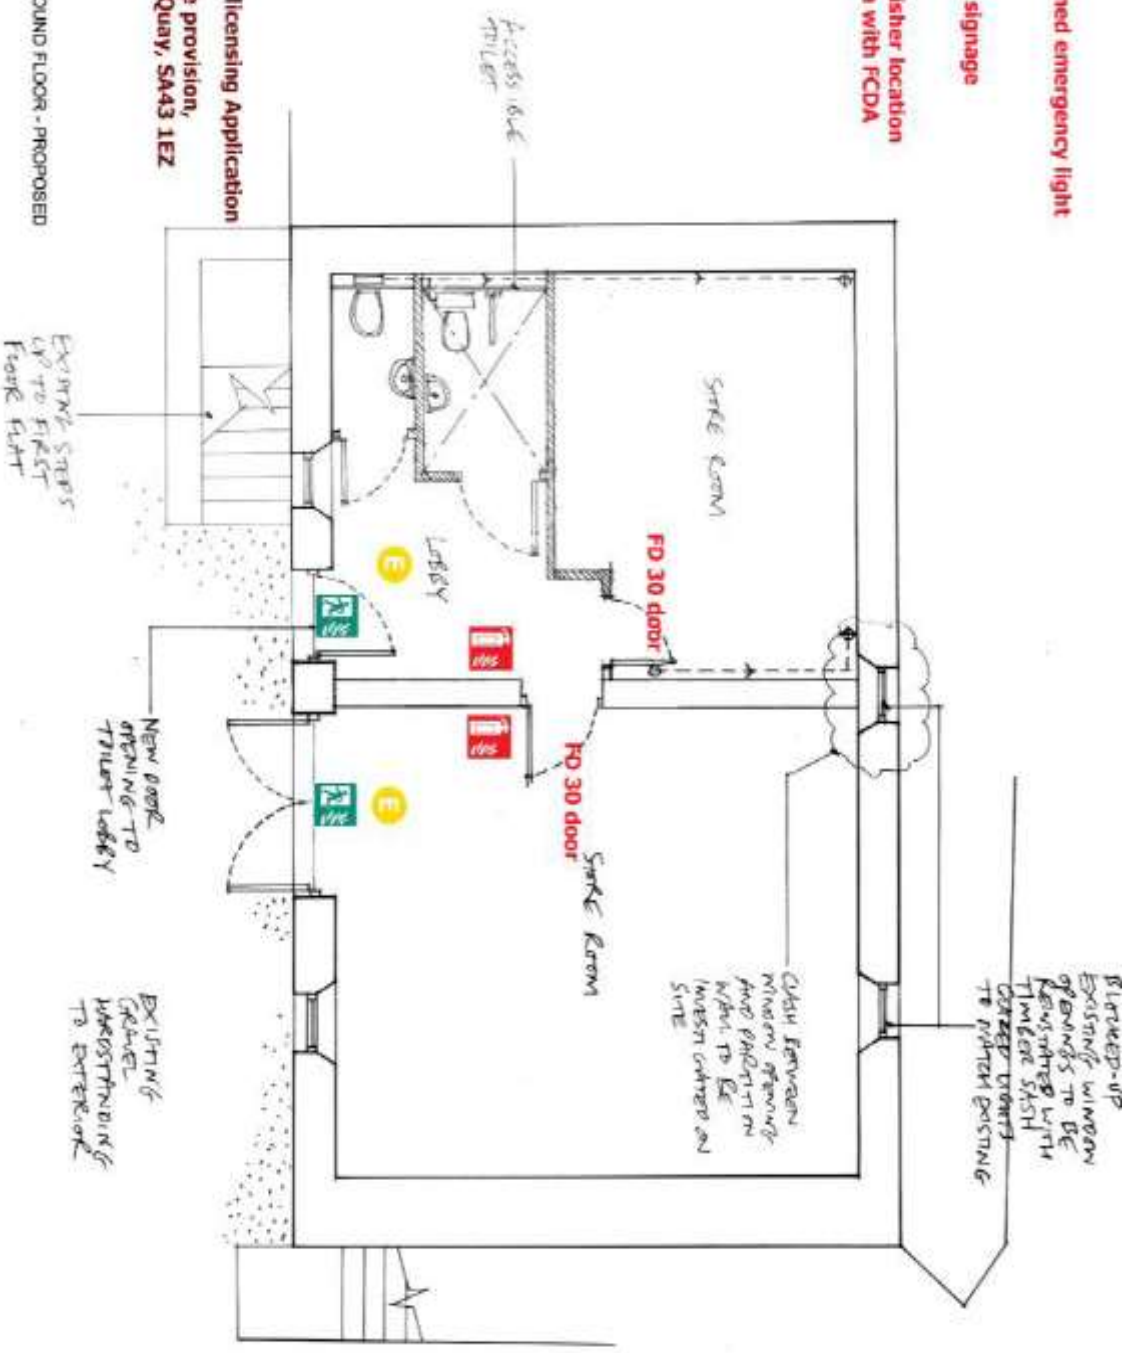 ned emergency light
signage
isher location
n with FCDA
licensing Application
e provision,
Quay, SA43 1EZ
OUND FLOOR - PROPOSED
ACCESSIBLE
TOILET
STORE ROOM
LOBBY
FD 30 door
FD 30 door
STORE ROOM
E
E
EXISTING STEPS
UP TO FIRST
FLOOR FLAT
NEW DOOR
OPENING TO
TOILET LOBBY
EXISTING
GRAVEL
HARDSTANDING
TO EXTERIOR
CLASH BETWEEN
WINDOW OPENING
AND PARTITION
WALL TO BE
INVESTIGATED ON
SITE
BLOCKED-UP
EXISTING WINDOW
OPENINGS TO BE
REINSTATED WITH
TIMBER SASH
TO MATCH EXISTING